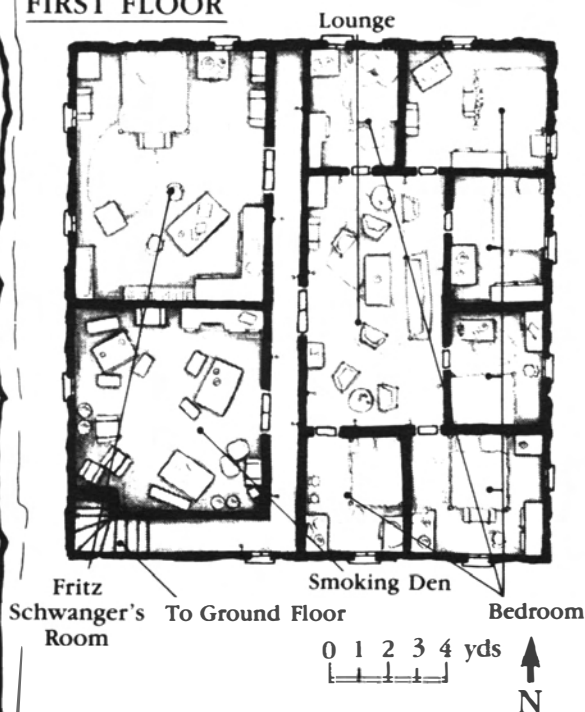 FIRST FLOOR
Lounge
Fritz
Schwanger's
Room
To Ground Floor
Smoking Den
Bedroom
0 1 2 3 4 yds
N